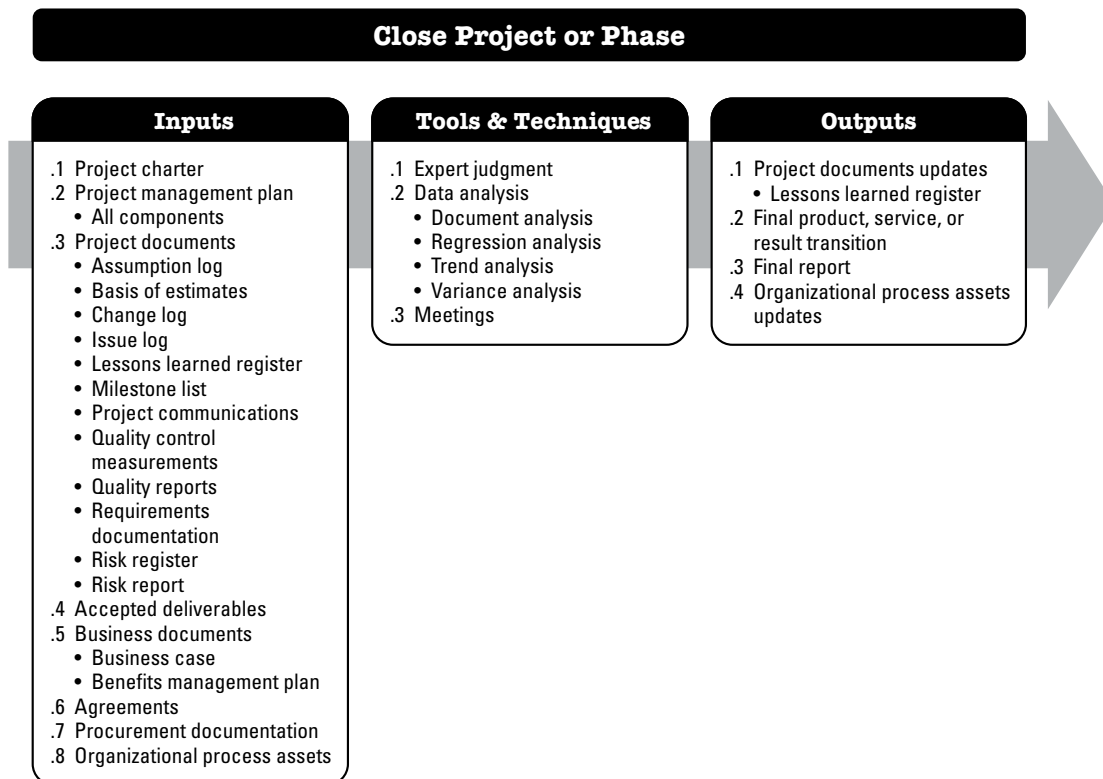 Close Project or Phase
Inputs
.1 Project charter
.2 Project management plan
• All components
.3 Project documents
• Assumption log
• Basis of estimates
• Change log
• Issue log
• Lessons learned register
• Milestone list
• Project communications
• Quality control
measurements
• Quality reports
• Requirements
documentation
• Risk register
• Risk report
.4 Accepted deliverables
.5 Business documents
• Business case
• Benefits management plan
.6 Agreements
.7 Procurement documentation
.8 Organizational process assets
Tools & Techniques
.1 Expert judgment
.2 Data analysis
• Document analysis
• Regression analysis
• Trend analysis
• Variance analysis
.3 Meetings
Outputs
.1 Project documents updates
• Lessons learned register
.2 Final product, service, or
result transition
.3 Final report
.4 Organizational process assets
updates